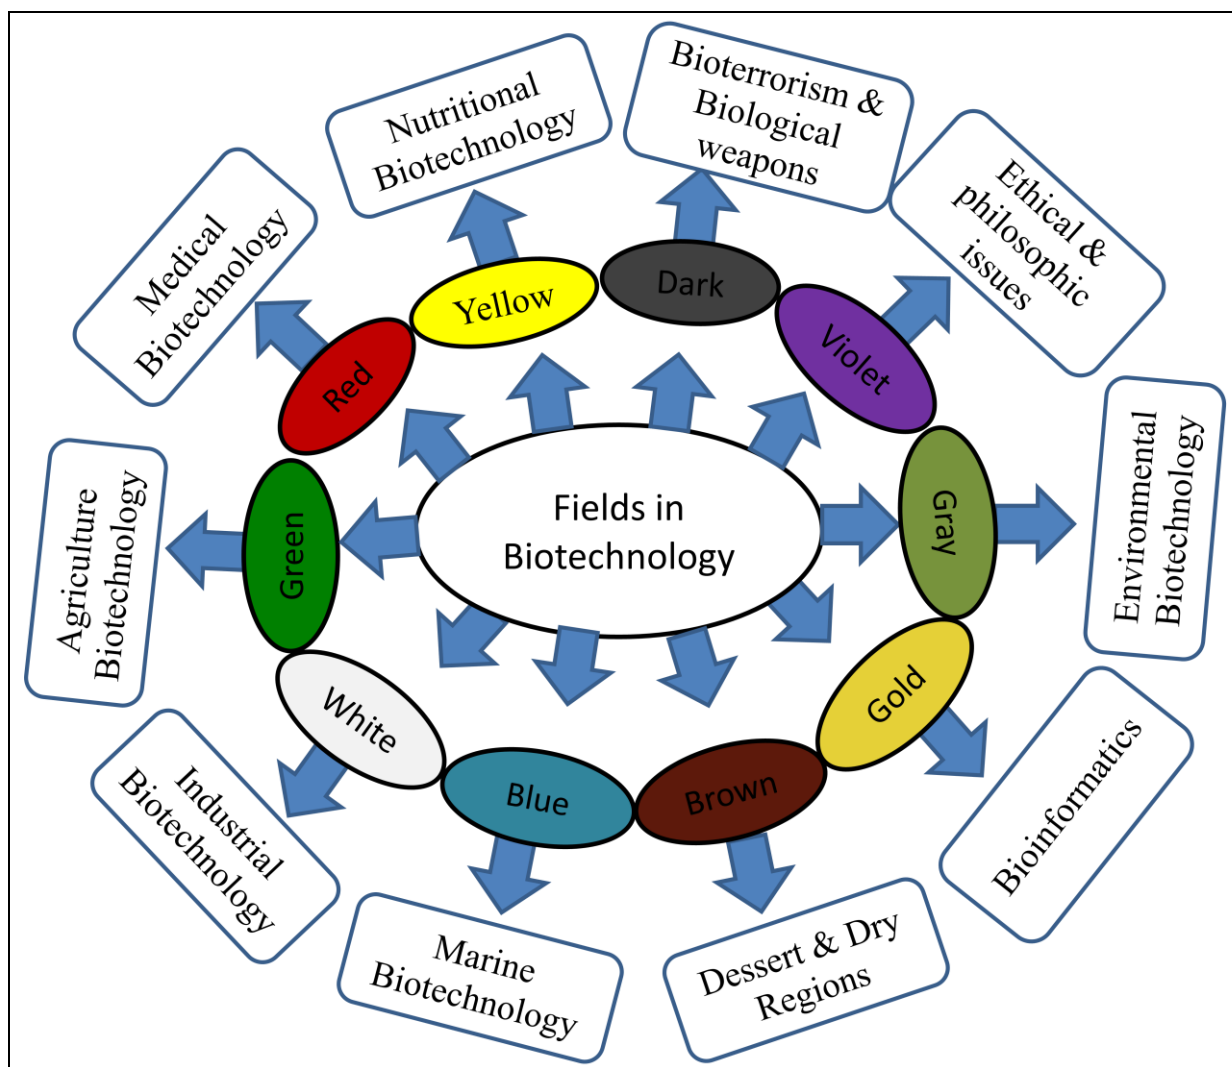 Fields in
Biotechnology
Dark
Bioterrorism &
Biological
weapons
Violet
Ethical &
philosophic
issues
Gray
Environmental
Biotechnology
Gold
Bioinformatics
Brown
Dessert & Dry
Regions
Blue
Marine
Biotechnology
White
Industrial
Biotechnology
Green
Agriculture
Biotechnology
Red
Medical
Biotechnology
Yellow
Nutritional
Biotechnology